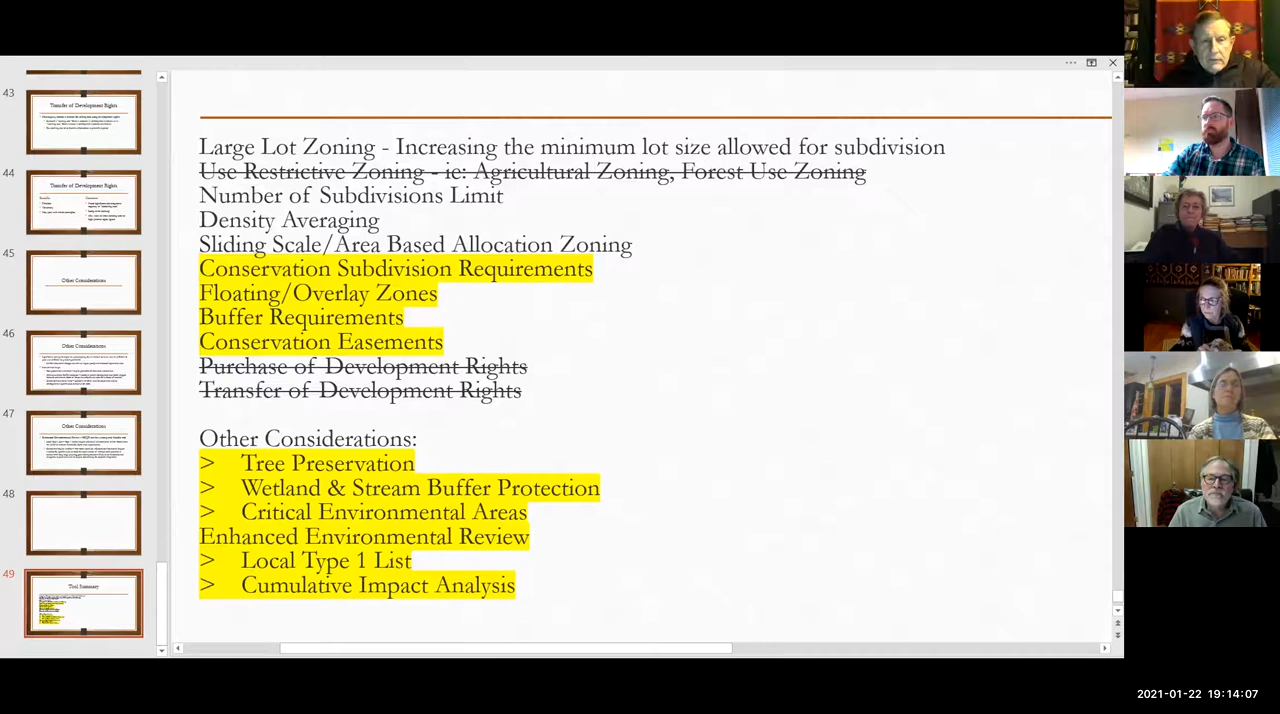 43
Transfer of Development Rights
44
Transfer of Development Rights
45
Other Considerations
46
Other Considerations
47
Other Considerations
48
49
Tool Summary
Large Lot Zoning - Increasing the minimum lot size allowed for subdivision
Use Restrictive Zoning - ie: Agricultural Zoning, Forest Use Zoning
Number of Subdivisions Limit
Density Averaging
Sliding Scale/Area Based Allocation Zoning
Conservation Subdivision Requirements
Floating/Overlay Zones
Buffer Requirements
Conservation Easements
Purchase of Development Rights
Transfer of Development Rights
Other Considerations:
> Tree Preservation
> Wetland & Stream Buffer Protection
> Critical Environmental Areas
Enhanced Environmental Review
> Local Type 1 List
> Cumulative Impact Analysis
2021-01-22 19:14:07